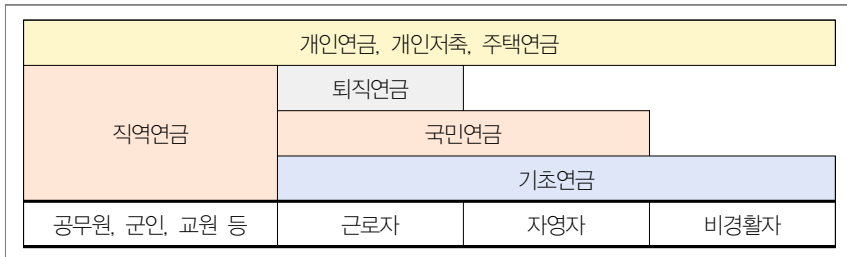 개인연금, 개인저축, 주택연금
퇴직연금
직역연금
국민연금
기초연금
공무원, 군인, 교원 등 근로자 자영자 비경활자